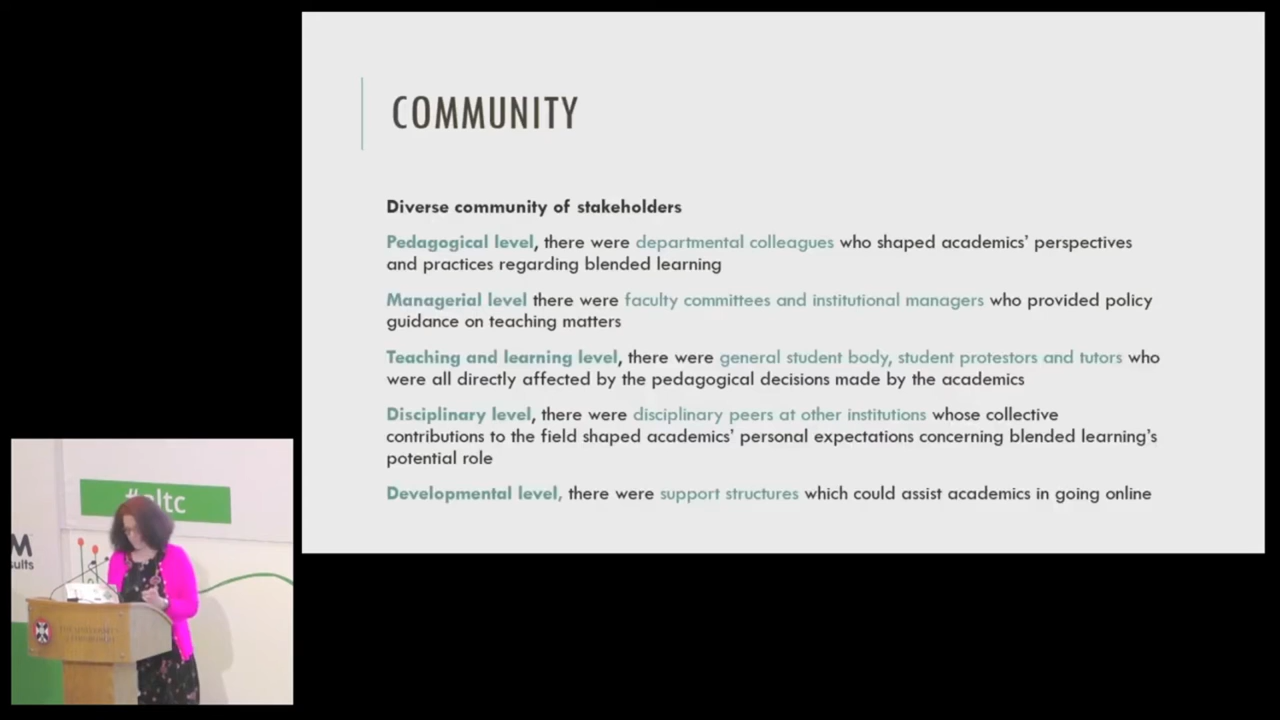 COMMUNITY
Diverse community of stakeholders
Pedagogical level, there were departmental colleagues who shaped academics’ perspectives
and practices regarding blended learning
Managerial level there were faculty committees and institutional managers who provided policy
guidance on teaching matters
Teaching and learning level, there were general student body, student protestors and tutors who
were all directly affected by the pedagogical decisions made by the academics
Disciplinary level, there were disciplinary peers at other institutions whose collective
contributions to the field shaped academics’ personal expectations concerning blended learning’s
potential role
Developmental level, there were support structures which could assist academics in going online